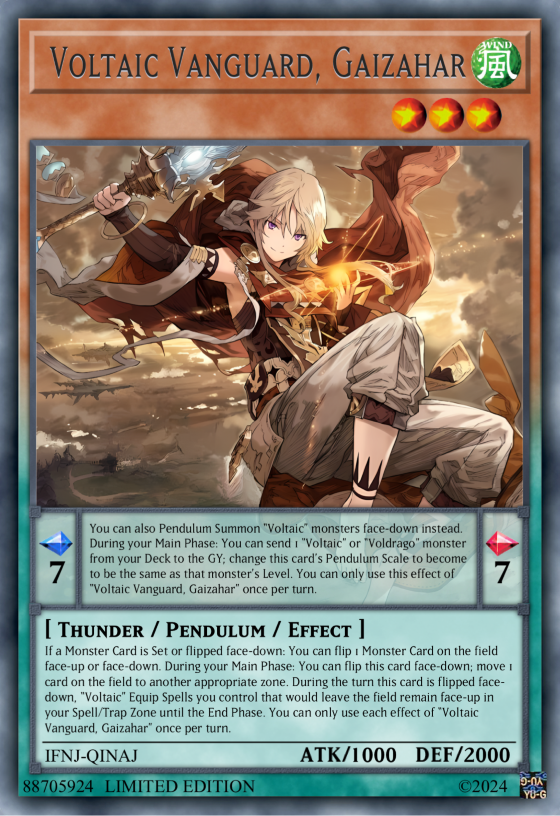 VOLTAIC VANGUARD, GAIZAHAR
WIND
風
You can also Pendulum Summon "Voltaic" monsters face-down instead.
During your Main Phase: You can send 1 "Voltaic" or "Voldrago" monster
from your Deck to the GY; change this card's Pendulum Scale to become
to be the same as that monster's Level. You can only use this effect of
"Voltaic Vanguard, Gaizahar" once per turn.
7
7
[ THUNDER / PENDULUM / EFFECT ]
If a Monster Card is Set or flipped face-down: You can flip 1 Monster Card on the field
face-up or face-down. During your Main Phase: You can flip this card face-down; move 1
card on the field to another appropriate zone. During the turn this card is flipped face-
down, "Voltaic" Equip Spells you control that would leave the field remain face-up in
your Spell/Trap Zone until the End Phase. You can only use each effect of "Voltaic
Vanguard, Gaizahar" once per turn.
IFNJ-QINAJ
ATK/1000 DEF/2000
88705924 LIMITED EDITION
©2024
YU-G